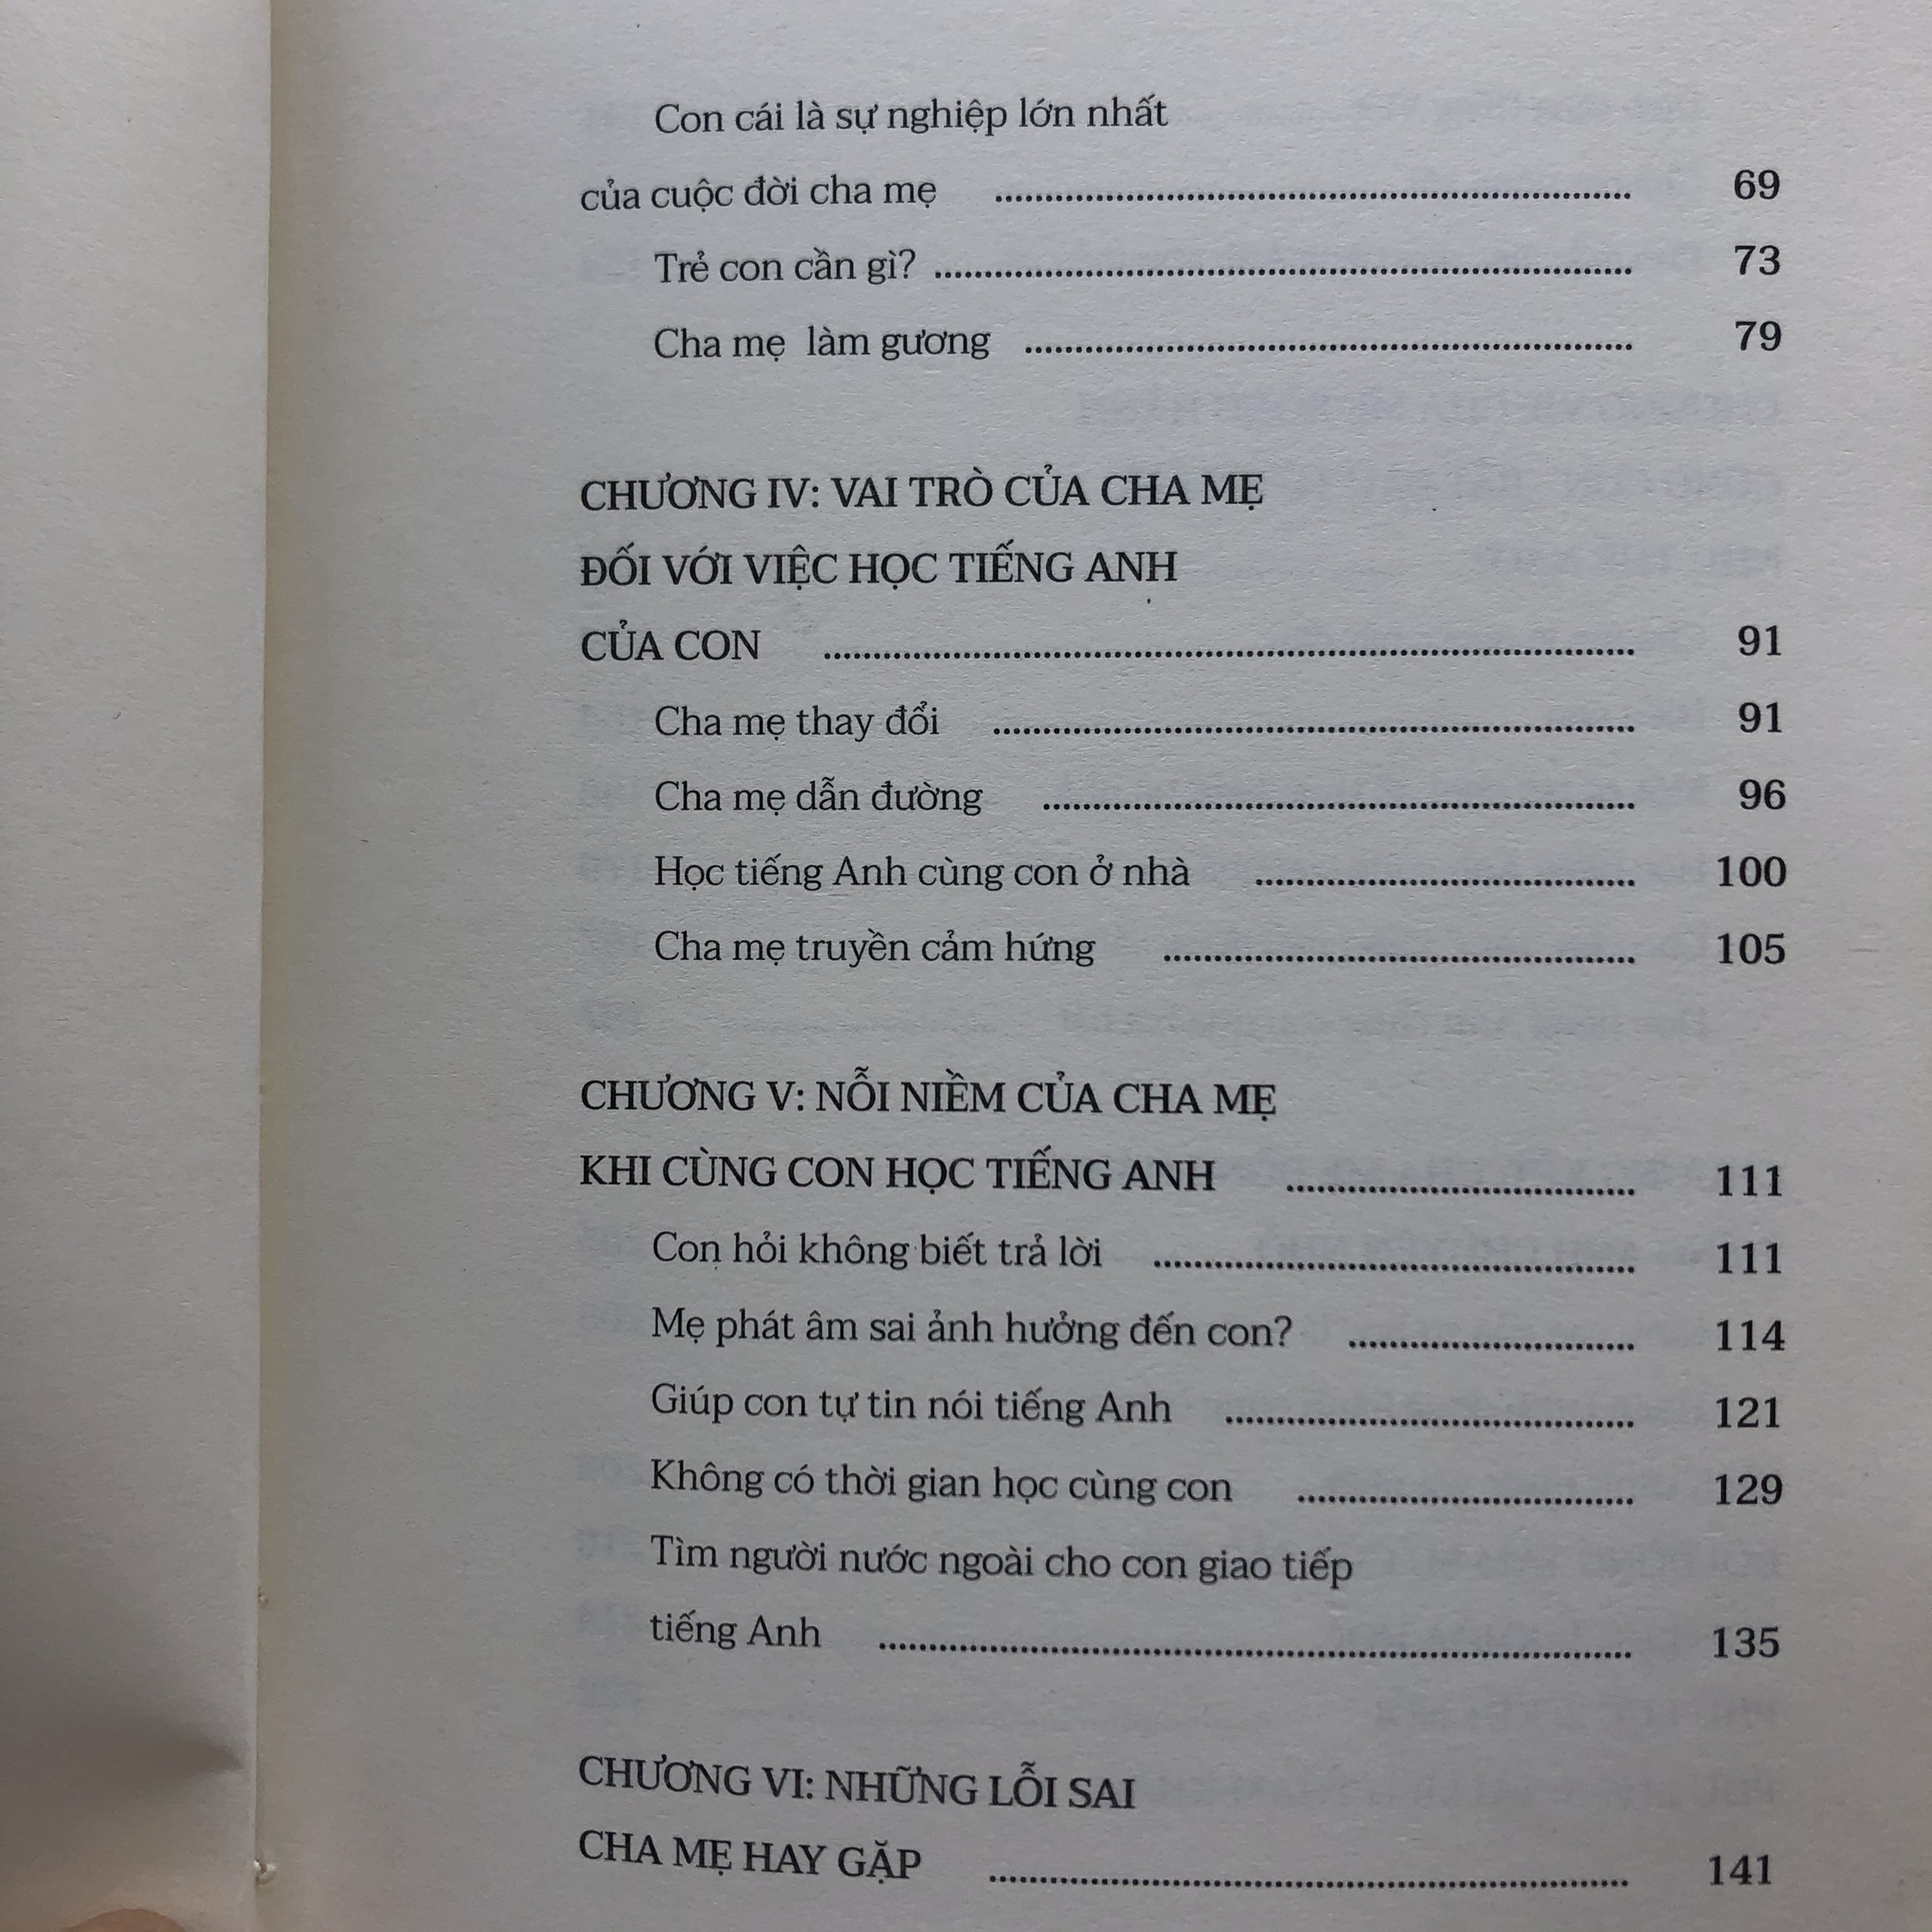 Con cái là sự nghiệp lớn nhất
của cuộc đời cha mẹ ........................................ 69
Trẻ con cần gì? ........................................ 73
Cha mẹ làm gương ........................................ 79
CHƯƠNG IV: VAI TRÒ CỦA CHA MẸ
ĐỐI VỚI VIỆC HỌC TIẾNG ANH
CỦA CON ........................................ 91
Cha mẹ thay đổi ........................................ 91
Cha mẹ dẫn đường ........................................ 96
Học tiếng Anh cùng con ở nhà ........................................ 100
Cha mẹ truyền cảm hứng ........................................ 105
CHƯƠNG V: NỖI NIỀM CỦA CHA MẸ
KHI CÙNG CON HỌC TIẾNG ANH ........................................ 111
Con hỏi không biết trả lời ........................................ 111
Mẹ phát âm sai ảnh hưởng đến con? ........................................ 114
Giúp con tự tin nói tiếng Anh ........................................ 121
Không có thời gian học cùng con ........................................ 129
Tìm người nước ngoài cho con giao tiếp
tiếng Anh ........................................ 135
CHƯƠNG VI: NHỮNG LỖI SAI
CHA MẸ HAY GẶP ........................................ 141